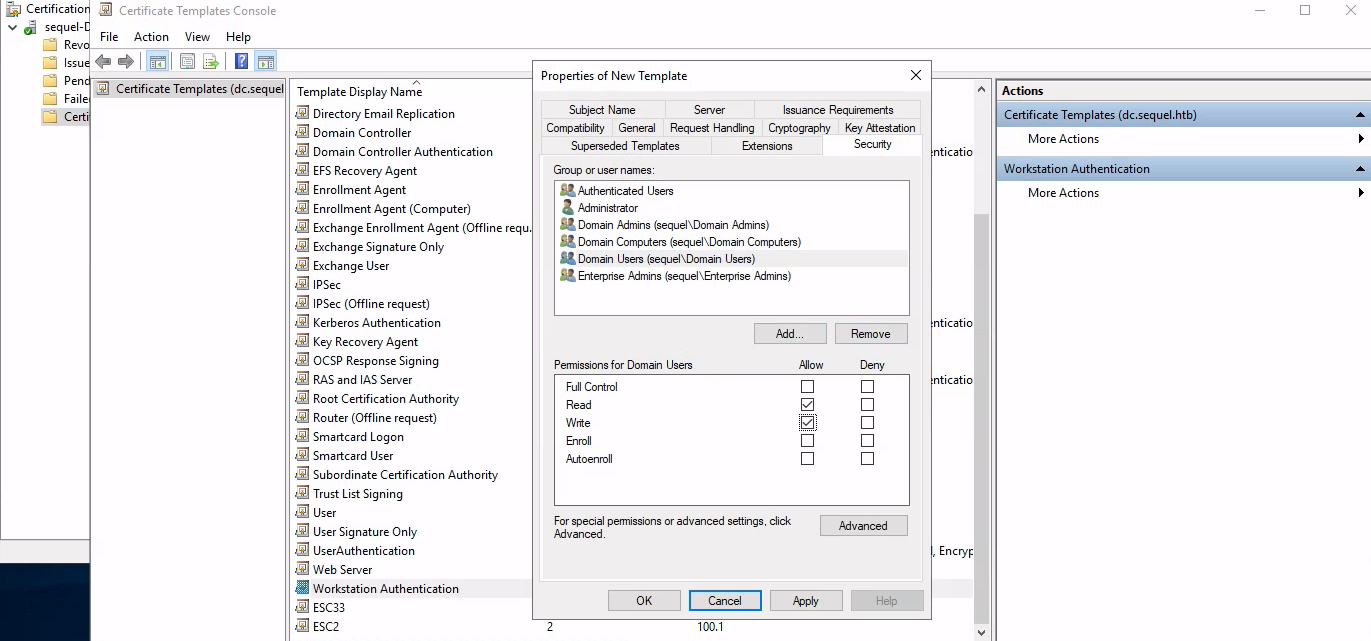 Certification
Certificate Templates Console
sequel-D
File Action View Help
Revo
Issue
Pend
Faile
Certi
Certificate Templates (dc.sequel
Template Display Name
Directory Email Replication
Domain Controller
Domain Controller Authentication
EFS Recovery Agent
Enrollment Agent
Enrollment Agent (Computer)
Exchange Enrollment Agent (Offline requ...
Exchange Signature Only
Exchange User
IPSec
IPSec (Offline request)
Kerberos Authentication
Key Recovery Agent
OCSP Response Signing
RAS and IAS Server
Root Certification Authority
Router (Offline request)
Smartcard Logon
Smartcard User
Subordinate Certification Authority
Trust List Signing
User
User Signature Only
UserAuthentication
Web Server
Workstation Authentication
ESC33
ESC2 2 100.1
Properties of New Template
Subject Name Server Issuance Requirements
Compatibility General Request Handling Cryptography Key Attestation
Superseded Templates Extensions Security
Group or user names:
Authenticated Users
Administrator
Domain Admins (sequel\Domain Admins)
Domain Computers (sequel\Domain Computers)
Domain Users (sequel\Domain Users)
Enterprise Admins (sequel\Enterprise Admins)
Add... Remove
Permissions for Domain Users Allow Deny
Full Control
Read
Write
Enroll
Autoenroll
For special permissions or advanced settings, click
Advanced.
Advanced
OK Cancel Apply Help
nticatio
enticatio
enticatio
l, Encryp
Actions
Certificate Templates (dc.sequel.htb)
More Actions
Workstation Authentication
More Actions